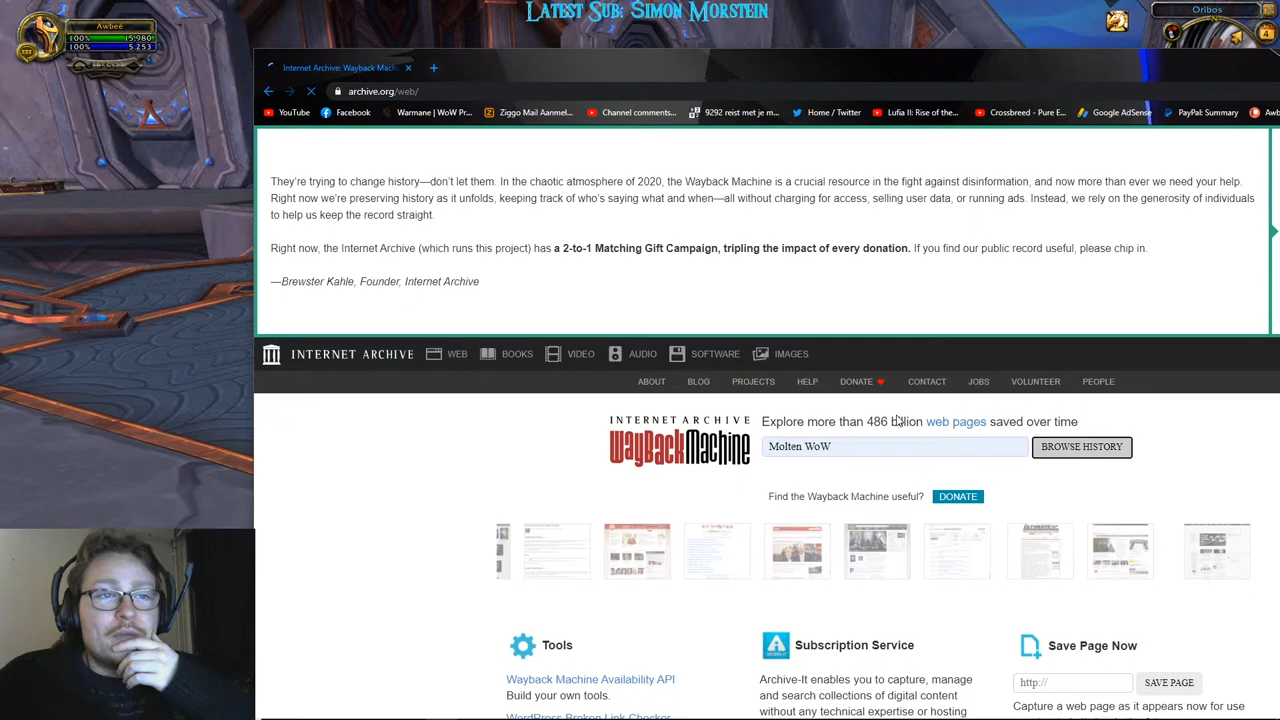 Latest Sub: Simon Morstein
Awbee
100% 15,980
100% 5,253
zzz
Oribos
N
4
Internet Archive: Wayback Mach
archive.org/web/
YouTube
Facebook
Warmane | WoW Pr...
Ziggo Mail Aanmel...
Channel comments...
9292 reist met je m...
Home / Twitter
Lufia II: Rise of the...
Crossbreed - Pure E...
Google AdSense
PayPal: Summary
Awb
They're trying to change history—don't let them. In the chaotic atmosphere of 2020, the Wayback Machine is a crucial resource in the fight against disinformation, and now more than ever we need your help.
Right now we're preserving history as it unfolds, keeping track of who's saying what and when—all without charging for access, selling user data, or running ads. Instead, we rely on the generosity of individuals
to help us keep the record straight.
Right now, the Internet Archive (which runs this project) has a 2-to-1 Matching Gift Campaign, tripling the impact of every donation. If you find our public record useful, please chip in.
—Brewster Kahle, Founder, Internet Archive
INTERNET ARCHIVE
WEB
BOOKS
VIDEO
AUDIO
SOFTWARE
IMAGES
ABOUT
BLOG
PROJECTS
HELP
DONATE
CONTACT
JOBS
VOLUNTEER
PEOPLE
INTERNET ARCHIVE
WayBackMachine
Explore more than 486 billion web pages saved over time
Molten WoW
BROWSE HISTORY
Find the Wayback Machine useful?
DONATE
Tools
Wayback Machine Availability API
Build your own tools.
WordPress Broken Link Checker
Subscription Service
Archive-It enables you to capture, manage
and search collections of digital content
without any technical expertise or hosting
Save Page Now
http://
SAVE PAGE
Capture a web page as it appears now for use